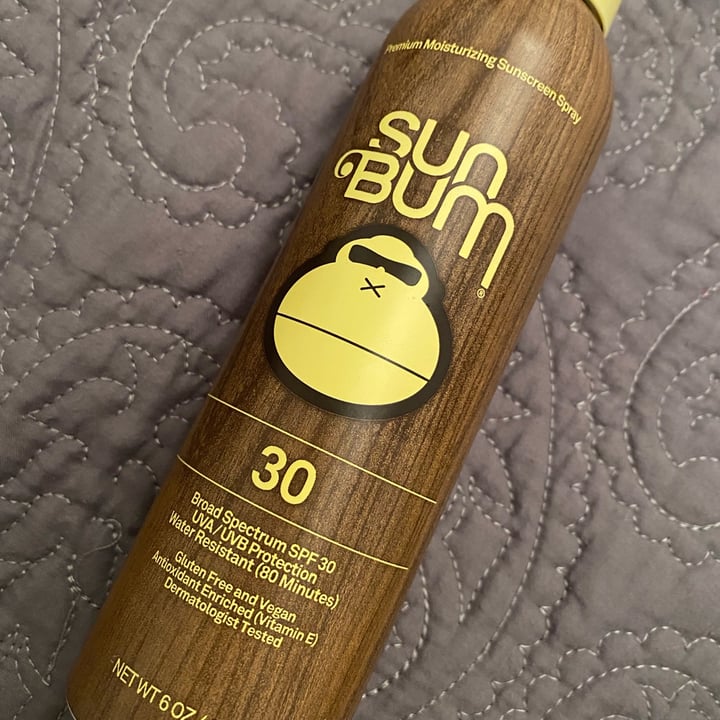 Premium Moisturizing Sunscreen Spray
SUN
BUM®
30
Broad Spectrum SPF 30
UVA / UVB Protection
Water Resistant (80 Minutes)
Gluten Free and Vegan
Antioxidant Enriched (Vitamin E)
Dermatologist Tested
NET WT 6 OZ /